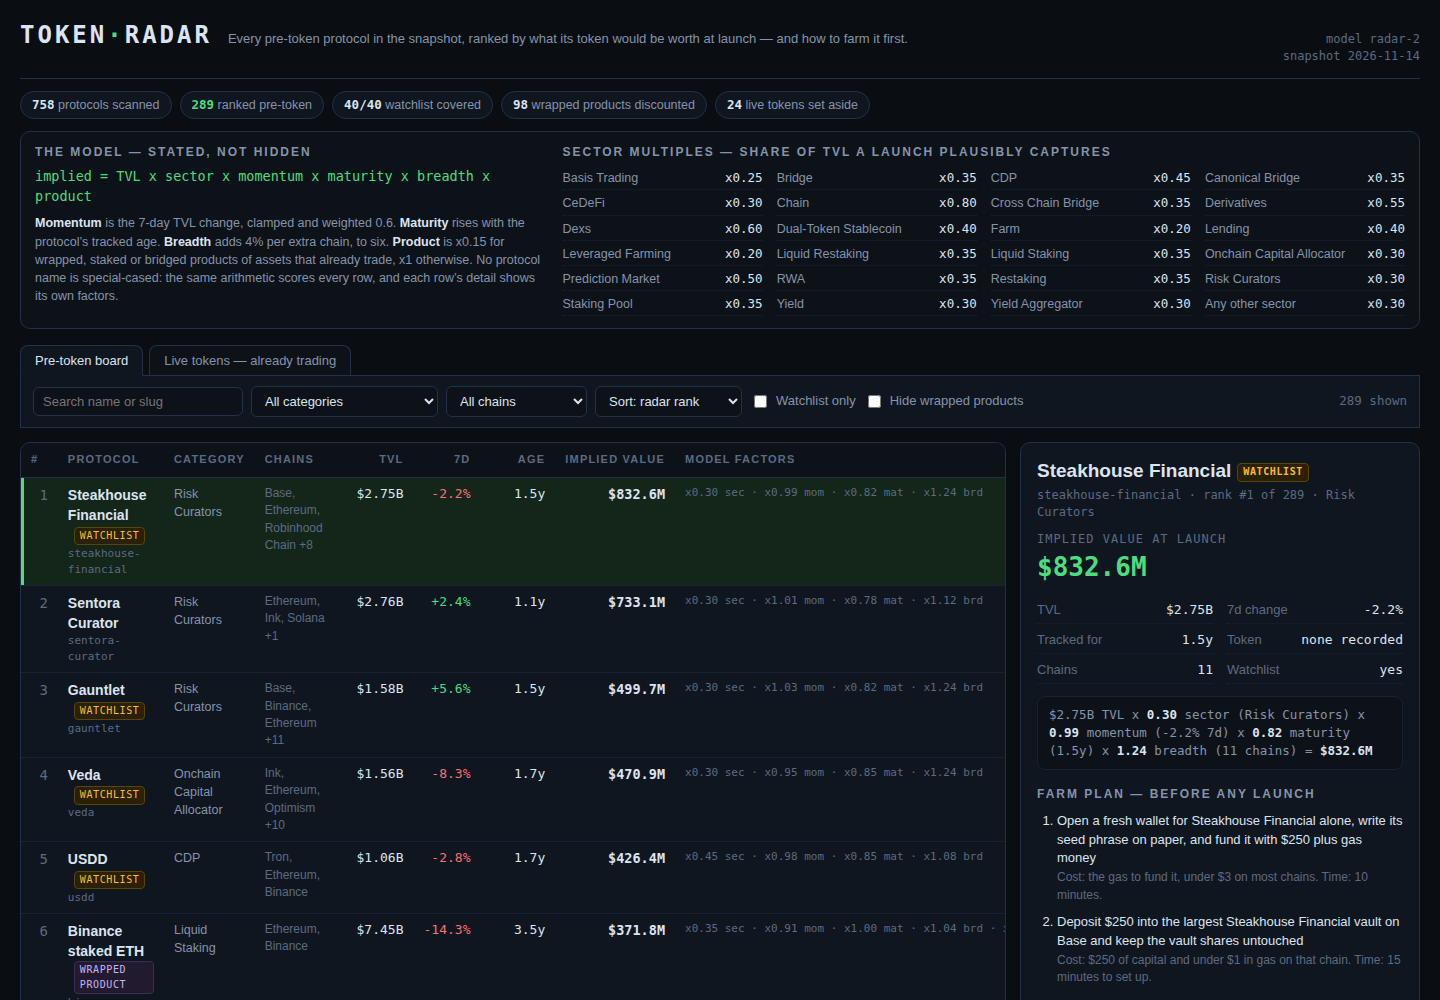 TOKEN·RADAR
Every pre-token protocol in the snapshot, ranked by what its token would be worth at launch — and how to farm it first.
model radar-2
snapshot 2026-11-14
758 protocols scanned
289 ranked pre-token
40/40 watchlist covered
98 wrapped products discounted
24 live tokens set aside
THE MODEL — STATED, NOT HIDDEN
implied = TVL x sector x momentum x maturity x breadth x
product
Momentum is the 7-day TVL change, clamped and weighted 0.6. Maturity rises with the
protocol's tracked age. Breadth adds 4% per extra chain, to six. Product is x0.15 for
wrapped, staked or bridged products of assets that already trade, x1 otherwise. No protocol
name is special-cased: the same arithmetic scores every row, and each row's detail shows
its own factors.
SECTOR MULTIPLES — SHARE OF TVL A LAUNCH PLAUSIBLY CAPTURES
Basis Trading x0.25 Bridge x0.35 CDP x0.45 Canonical Bridge x0.35
CeDeFi x0.30 Chain x0.80 Cross Chain Bridge x0.35 Derivatives x0.55
Dexs x0.60 Dual-Token Stablecoin x0.40 Farm x0.20 Lending x0.40
Leveraged Farming x0.20 Liquid Restaking x0.35 Liquid Staking x0.35 Onchain Capital Allocator x0.30
Prediction Market x0.50 RWA x0.35 Restaking x0.35 Risk Curators x0.30
Staking Pool x0.35 Yield x0.30 Yield Aggregator x0.30 Any other sector x0.30
Pre-token board
Live tokens — already trading
Search name or slug
All categories
All chains
Sort: radar rank
Watchlist only
Hide wrapped products
289 shown
# PROTOCOL CATEGORY CHAINS TVL 7D AGE IMPLIED VALUE MODEL FACTORS
1 Steakhouse Risk Base, $2.75B -2.2% 1.5y $832.6M x0.30 sec · x0.99 mom · x0.82 mat · x1.24 brd
Financial Curators Ethereum,
WATCHLIST Robinhood
steakhouse- Chain +8
financial
2 Sentora Risk Ethereum, $2.76B +2.4% 1.1y $733.1M x0.30 sec · x1.01 mom · x0.78 mat · x1.12 brd
Curator Curators Ink, Solana
sentora- +1
curator
3 Gauntlet Risk Base, $1.58B +5.6% 1.5y $499.7M x0.30 sec · x1.03 mom · x0.82 mat · x1.24 brd
WATCHLIST Curators Binance,
gauntlet Ethereum
+11
4 Veda Onchain Ink, $1.56B -8.3% 1.7y $470.9M x0.30 sec · x0.95 mom · x0.85 mat · x1.24 brd
WATCHLIST Capital Ethereum,
veda Allocator Optimism
+10
5 USDD CDP Tron, $1.06B -2.8% 1.7y $426.4M x0.45 sec · x0.98 mom · x0.85 mat · x1.08 brd
WATCHLIST Ethereum,
usdd Binance
6 Binance Liquid Ethereum, $7.45B -14.3% 3.5y $371.8M x0.35 sec · x0.91 mom · x1.00 mat · x1.04 brd ·
staked ETH Staking Binance
WRAPPED
PRODUCT
Steakhouse Financial WATCHLIST
steakhouse-financial · rank #1 of 289 · Risk
Curators
IMPLIED VALUE AT LAUNCH
$832.6M
TVL $2.75B 7d change -2.2%
Tracked for 1.5y Token none recorded
Chains 11 Watchlist yes
$2.75B TVL x 0.30 sector (Risk Curators) x
0.99 momentum (-2.2% 7d) x 0.82 maturity
(1.5y) x 1.24 breadth (11 chains) = $832.6M
FARM PLAN — BEFORE ANY LAUNCH
1. Open a fresh wallet for Steakhouse Financial alone, write its
seed phrase on paper, and fund it with $250 plus gas
money
Cost: the gas to fund it, under $3 on most chains. Time: 10
minutes.
2. Deposit $250 into the largest Steakhouse Financial vault on
Base and keep the vault shares untouched
Cost: $250 of capital and under $1 in gas on that chain. Time: 15
minutes to set up.